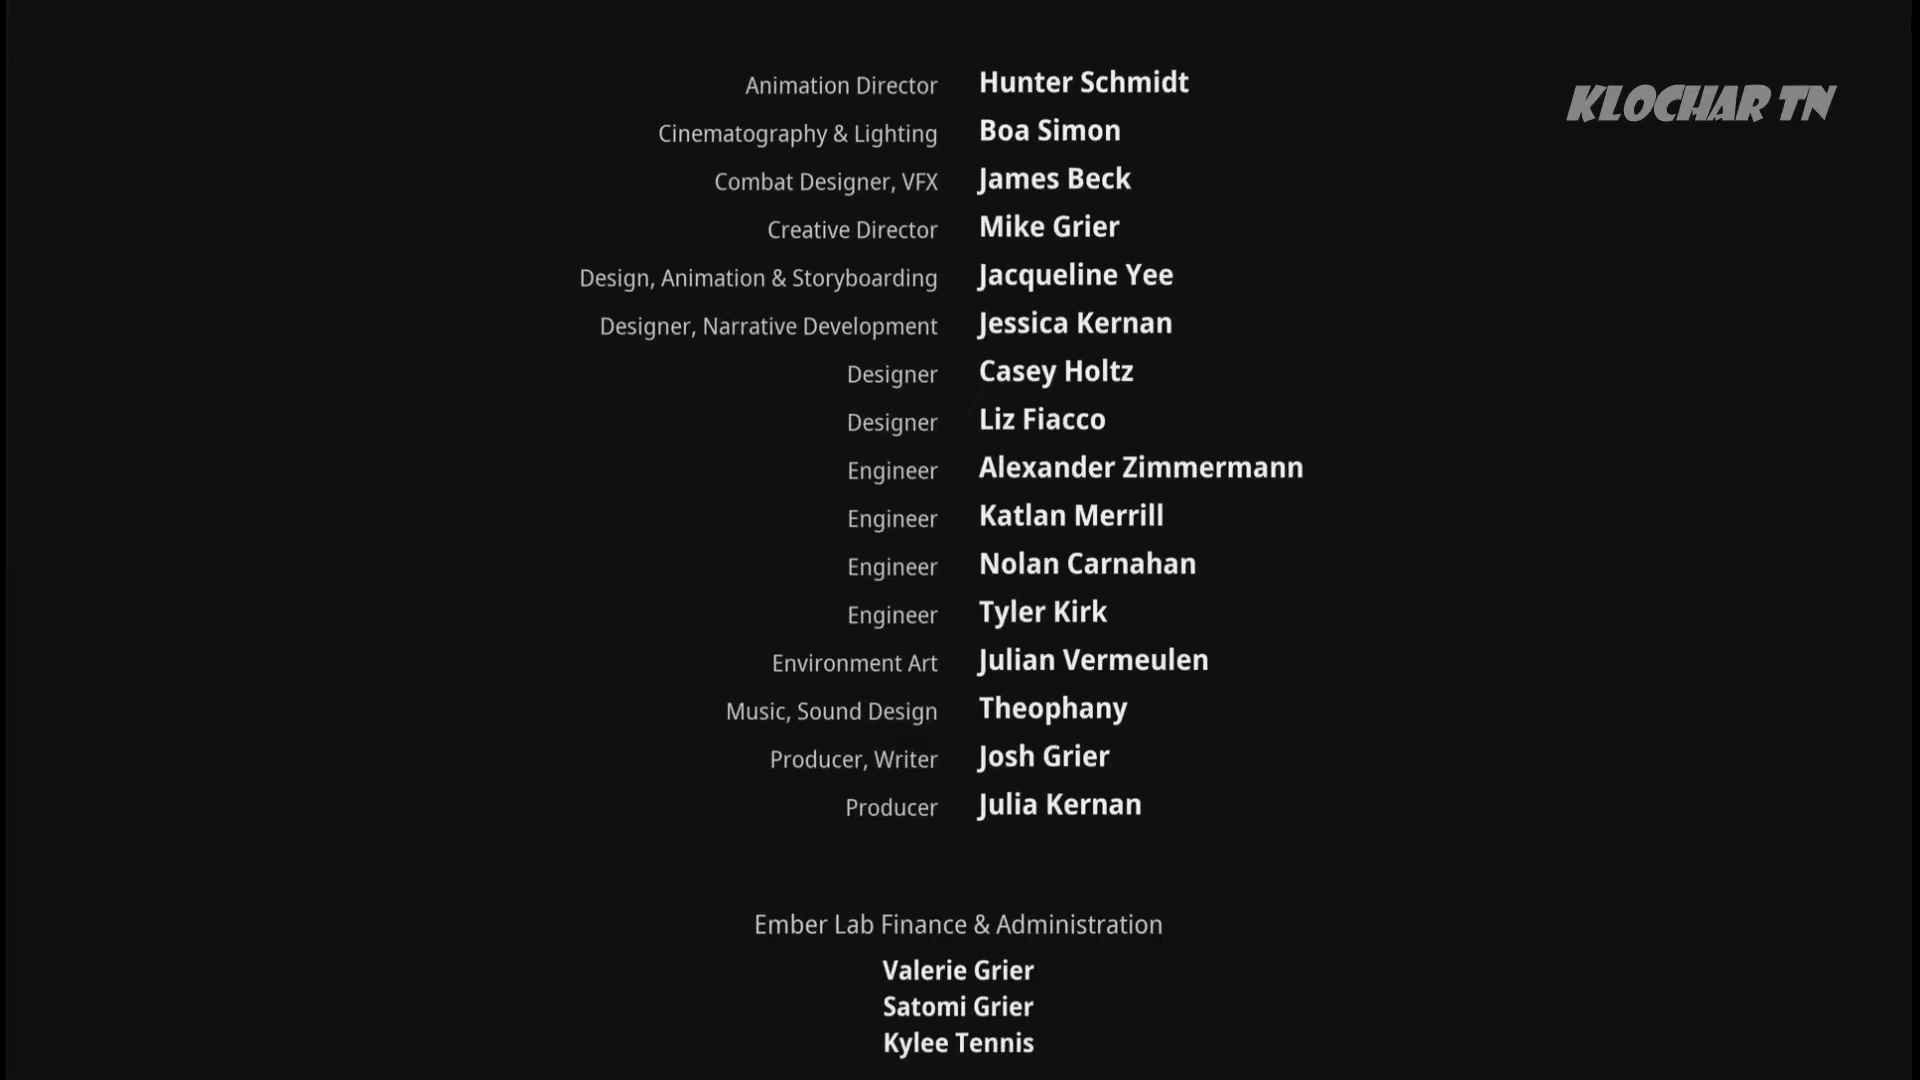 Animation Director Hunter Schmidt
KLOCHAR TN
Cinematography & Lighting Boa Simon
Combat Designer, VFX James Beck
Creative Director Mike Grier
Design, Animation & Storyboarding Jacqueline Yee
Designer, Narrative Development Jessica Kernan
Designer Casey Holtz
Designer Liz Fiacco
Engineer Alexander Zimmermann
Engineer Katlan Merrill
Engineer Nolan Carnahan
Engineer Tyler Kirk
Environment Art Julian Vermeulen
Music, Sound Design Theophany
Producer, Writer Josh Grier
Producer Julia Kernan
Ember Lab Finance & Administration
Valerie Grier
Satomi Grier
Kylee Tennis